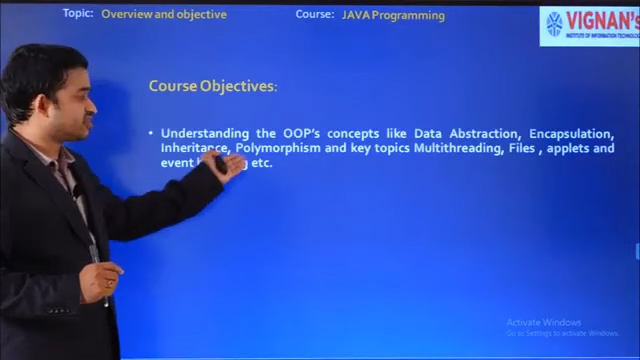 Topic: Overview and objective Course: JAVA Programming
VIGNAN's
INSTITUTE OF INFORMATION TECHNOLOGY
Course Objectives:
• Understanding the OOP's concepts like Data Abstraction, Encapsulation,
Inheritance, Polymorphism and key topics Multithreading, Files , applets and
event etc.
Activate Windows
Go to Settings to activate Windows.